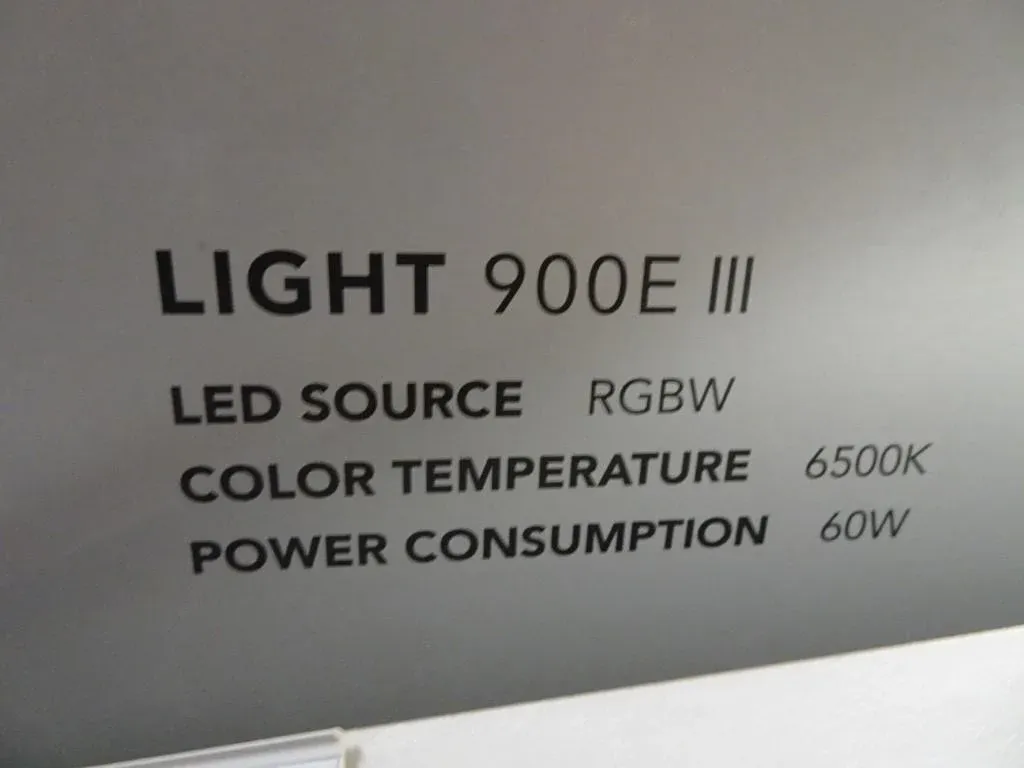 LIGHT 900E III
LED SOURCE RGBW
COLOR TEMPERATURE 6500K
POWER CONSUMPTION 60W